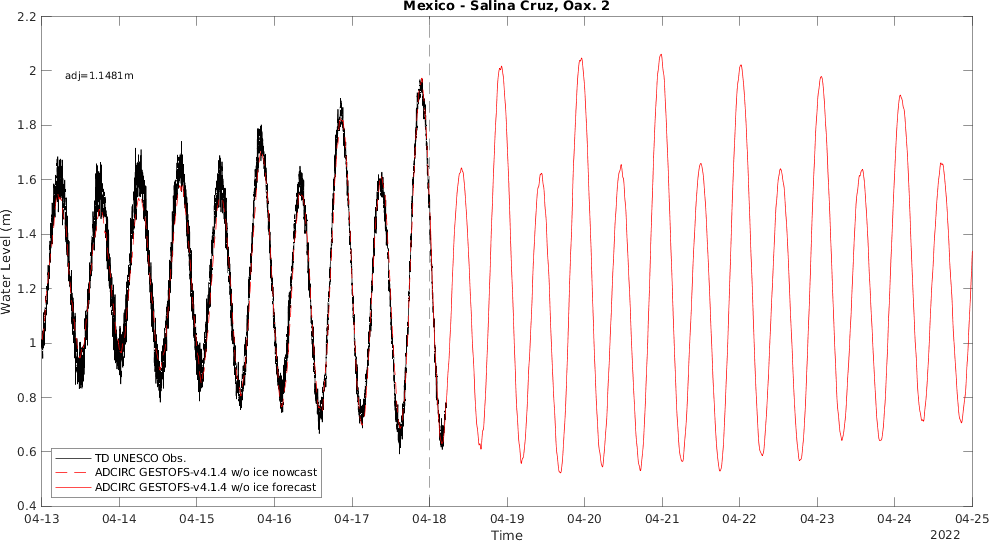 Mexico - Salina Cruz, Oax. 2
2.2
2
1.8
1.6
1.4
1.2
1
0.8
0.6
0.4
Water Level (m)
adj=1.1481m
TD UNESCO Obs.
ADCIRC GESTOFS-v4.1.4 w/o ice nowcast
ADCIRC GESTOFS-v4.1.4 w/o ice forecast
04-13 04-14 04-15 04-16 04-17 04-18 04-19 04-20 04-21 04-22 04-23 04-24 04-25
Time
2022